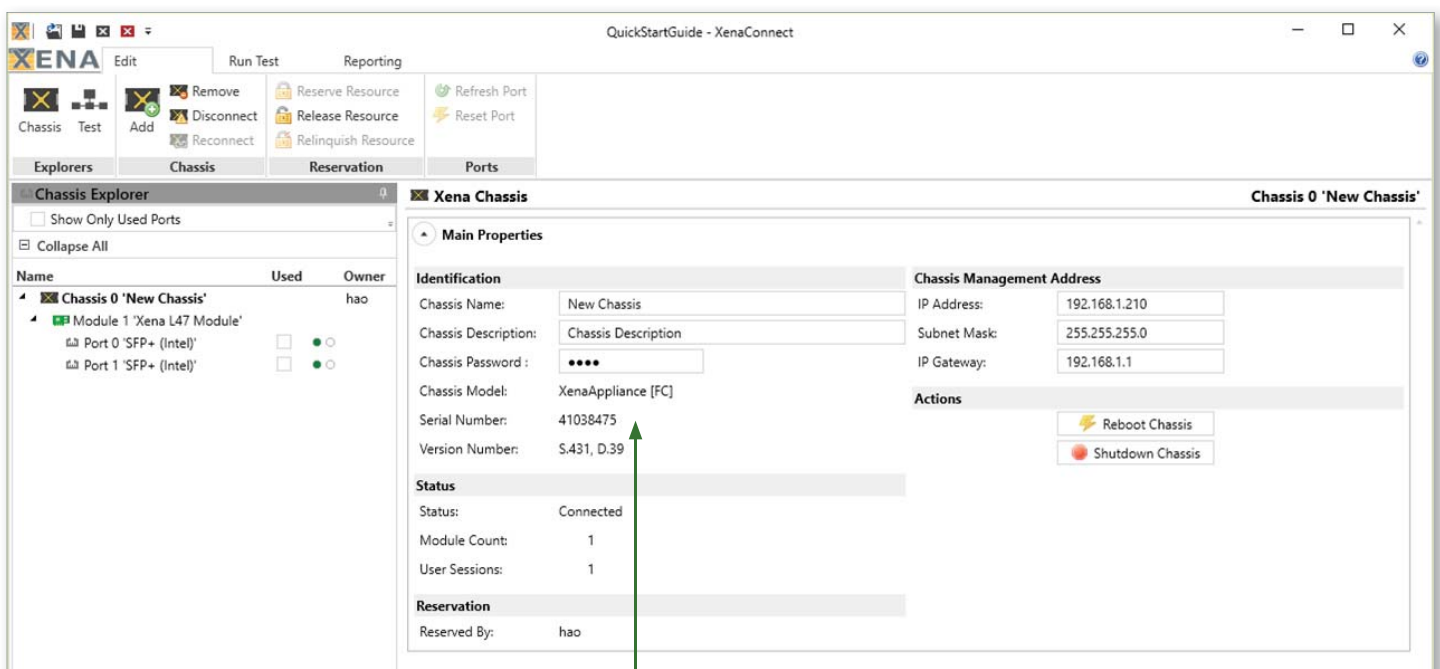 QuickStartGuide - XenaConnect
XENA Edit Run Test Reporting
Chassis Test Add Remove Disconnect Reconnect
Reserve Resource Release Resource Relinquish Resource
Refresh Port Reset Port
Explorers Chassis Reservation Ports
Chassis Explorer
Show Only Used Ports
Collapse All
Name Used Owner
Chassis 0 'New Chassis' hao
Module 1 'Xena L47 Module'
Port 0 'SFP+ (Intel)'
Port 1 'SFP+ (Intel)'
Xena Chassis Chassis 0 'New Chassis'
Main Properties
Identification
Chassis Name: New Chassis
Chassis Description: Chassis Description
Chassis Password : ••••
Chassis Model: XenaAppliance [FC]
Serial Number: 41038475
Version Number: S.431, D.39
Status
Status: Connected
Module Count: 1
User Sessions: 1
Reservation
Reserved By: hao
Chassis Management Address
IP Address: 192.168.1.210
Subnet Mask: 255.255.255.0
IP Gateway: 192.168.1.1
Actions
Reboot Chassis
Shutdown Chassis